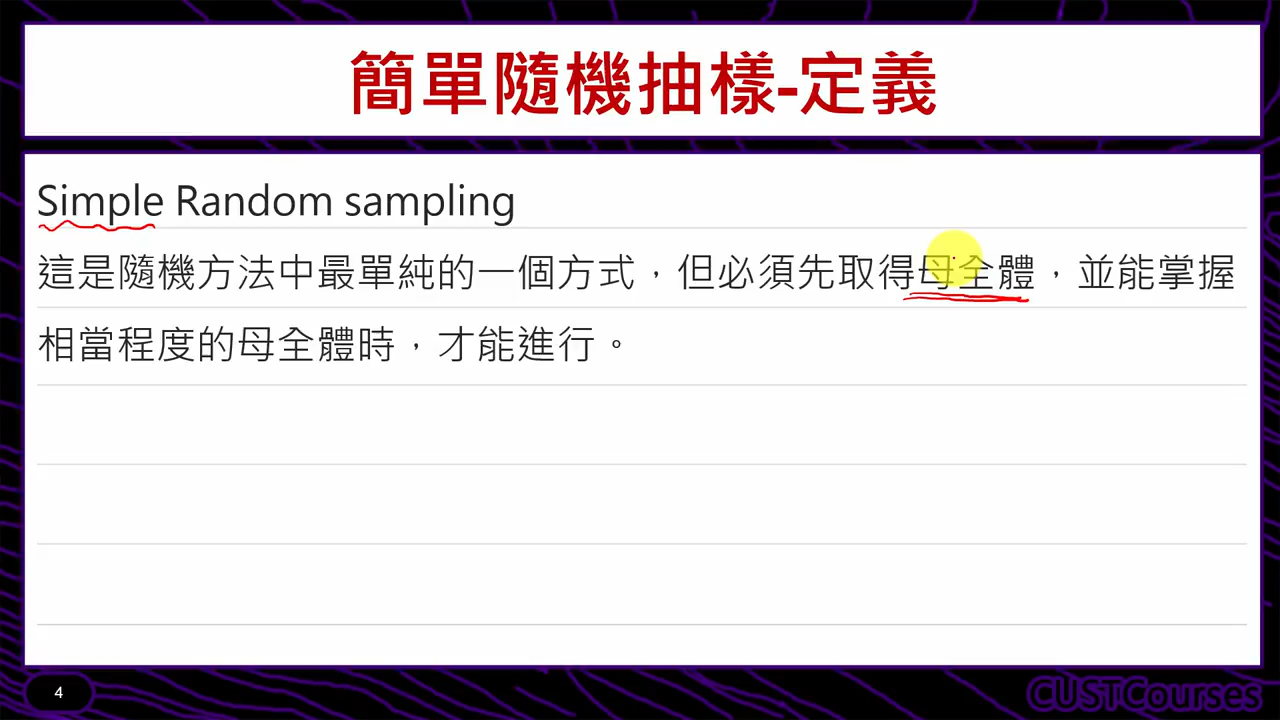 簡單隨機抽樣-定義
Simple Random sampling
這是隨機方法中最單純的一個方式，但必須先取得母全體，並能掌握
相當程度的母全體時，才能進行。
4
CUSTCourses